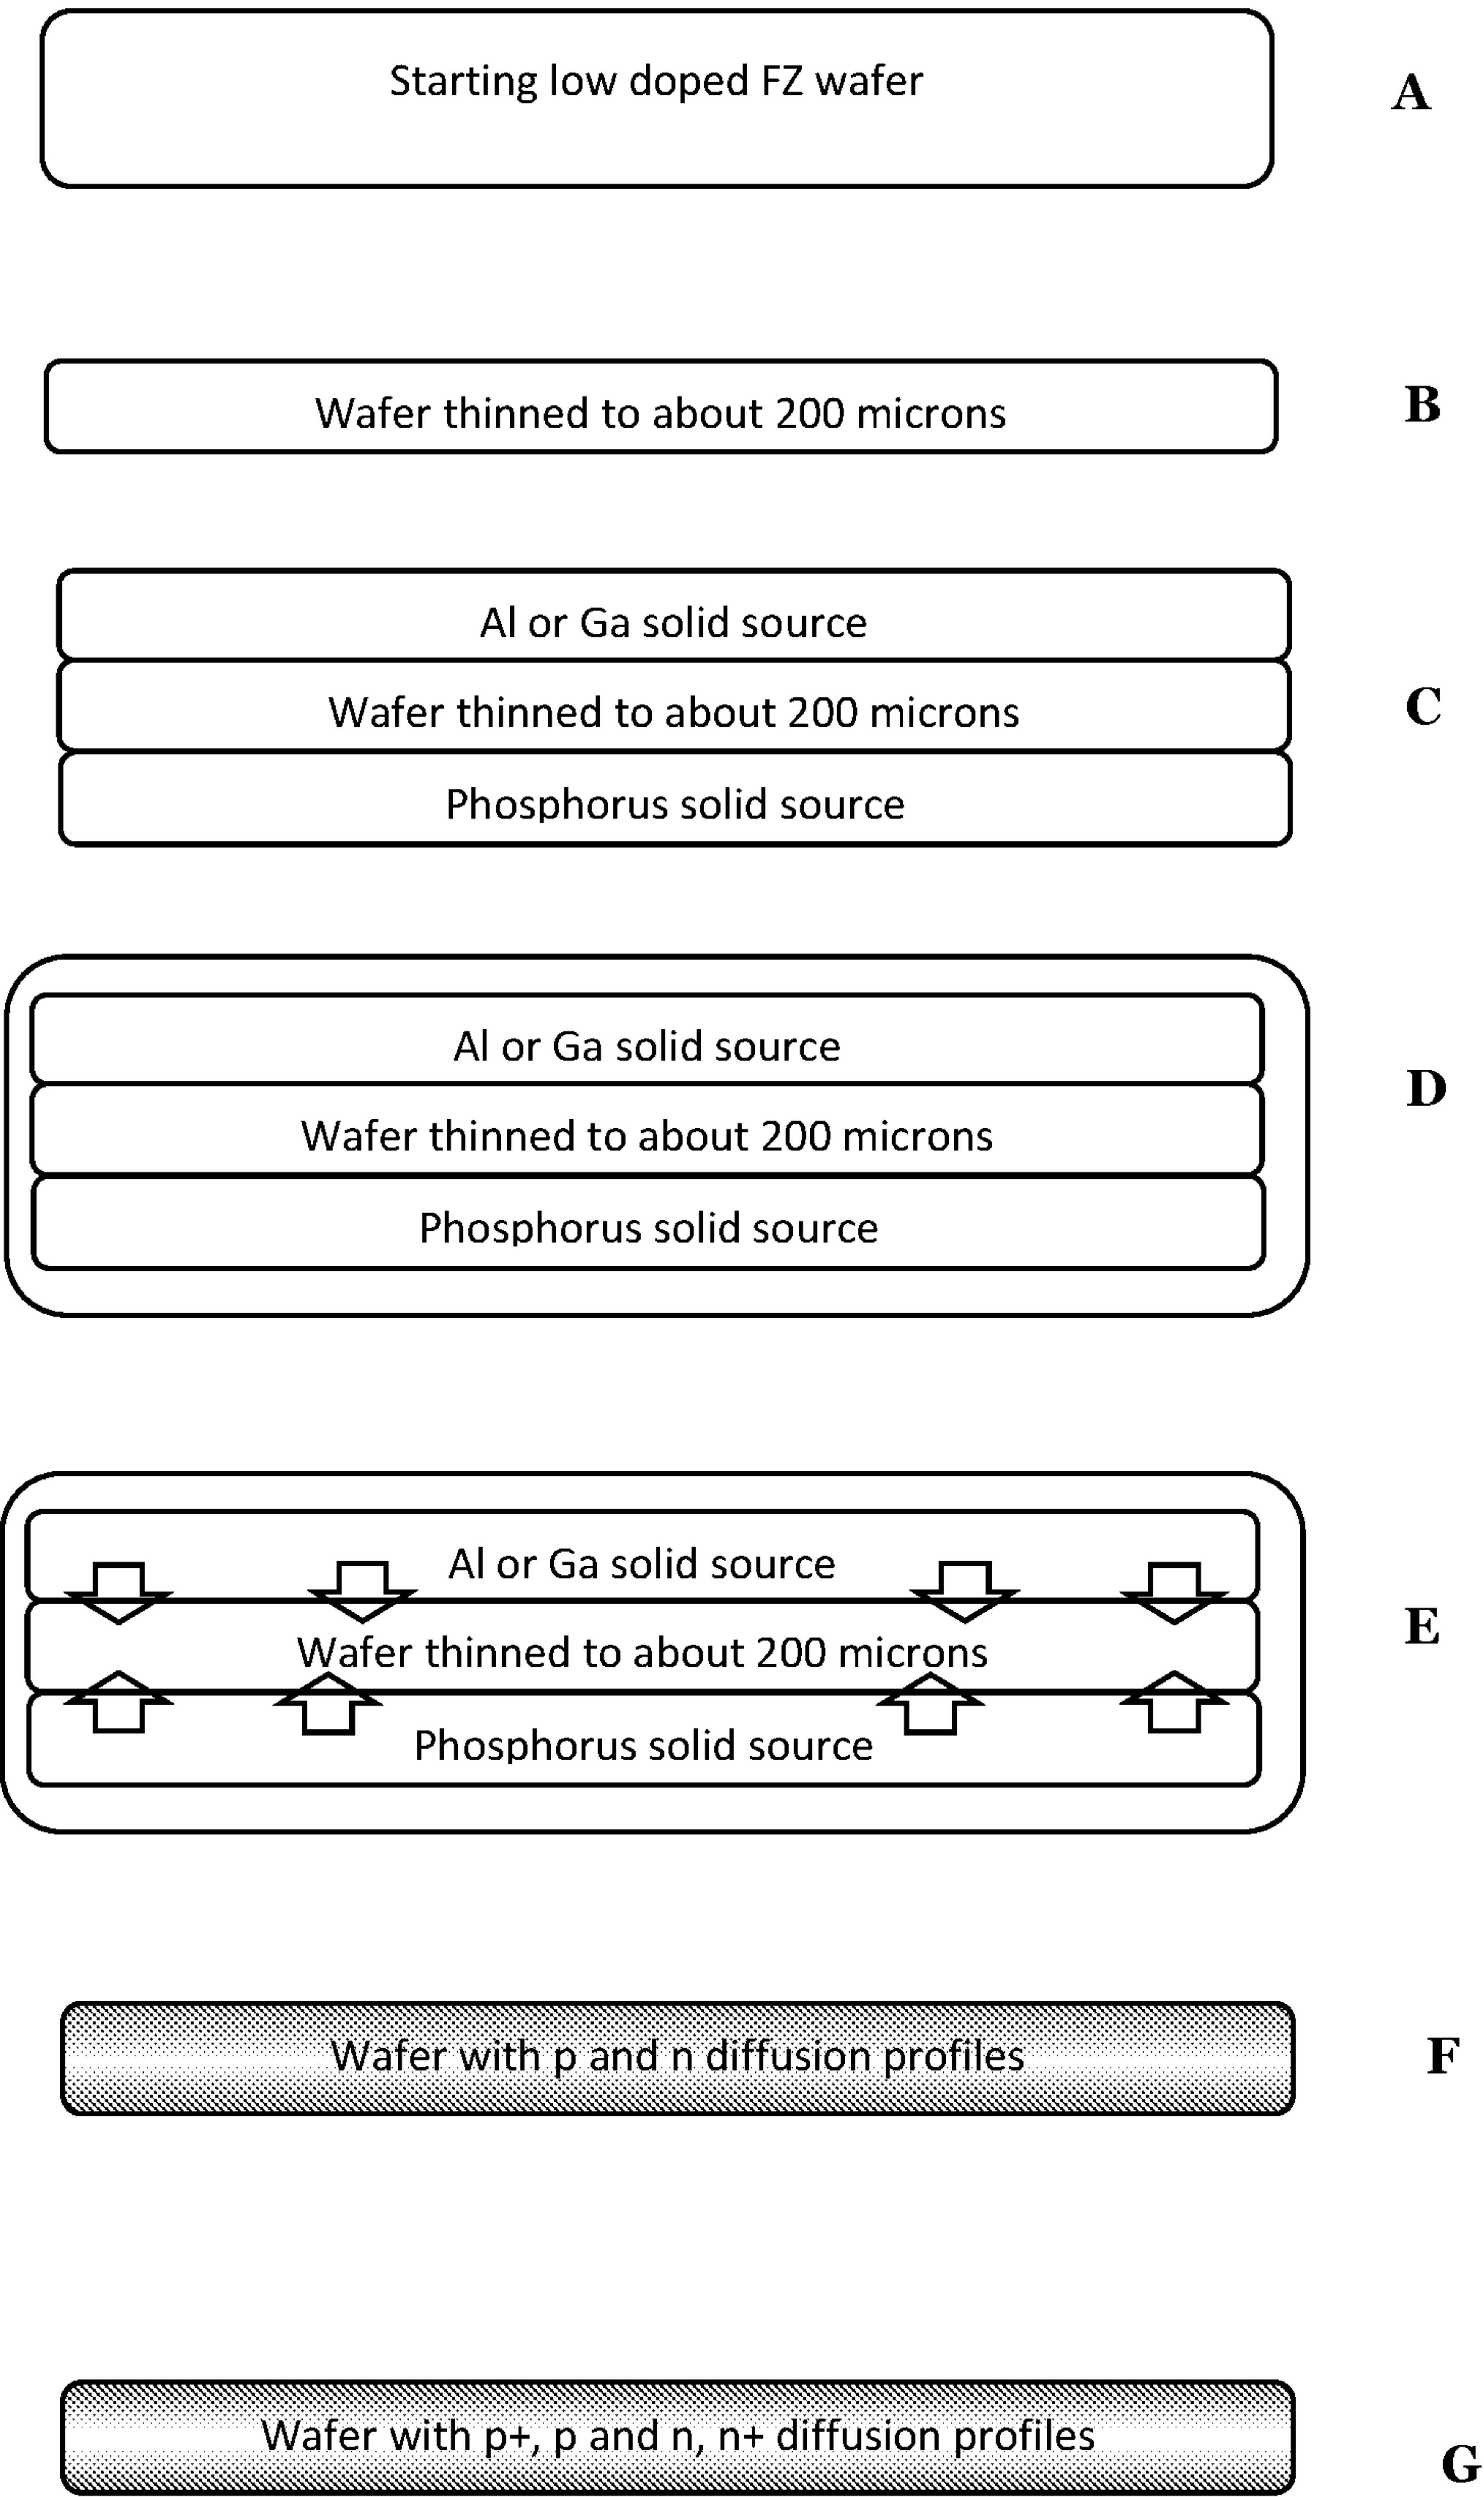 Starting low doped FZ wafer
A
Wafer thinned to about 200 microns
B
Al or Ga solid source
Wafer thinned to about 200 microns
C
Phosphorus solid source
Al or Ga solid source
D
Wafer thinned to about 200 microns
Phosphorus solid source
Al or Ga solid source
E
Wafer thinned to about 200 microns
Phosphorus solid source
Wafer with p and n diffusion profiles
F
Wafer with p+, p and n, n+ diffusion profiles
G